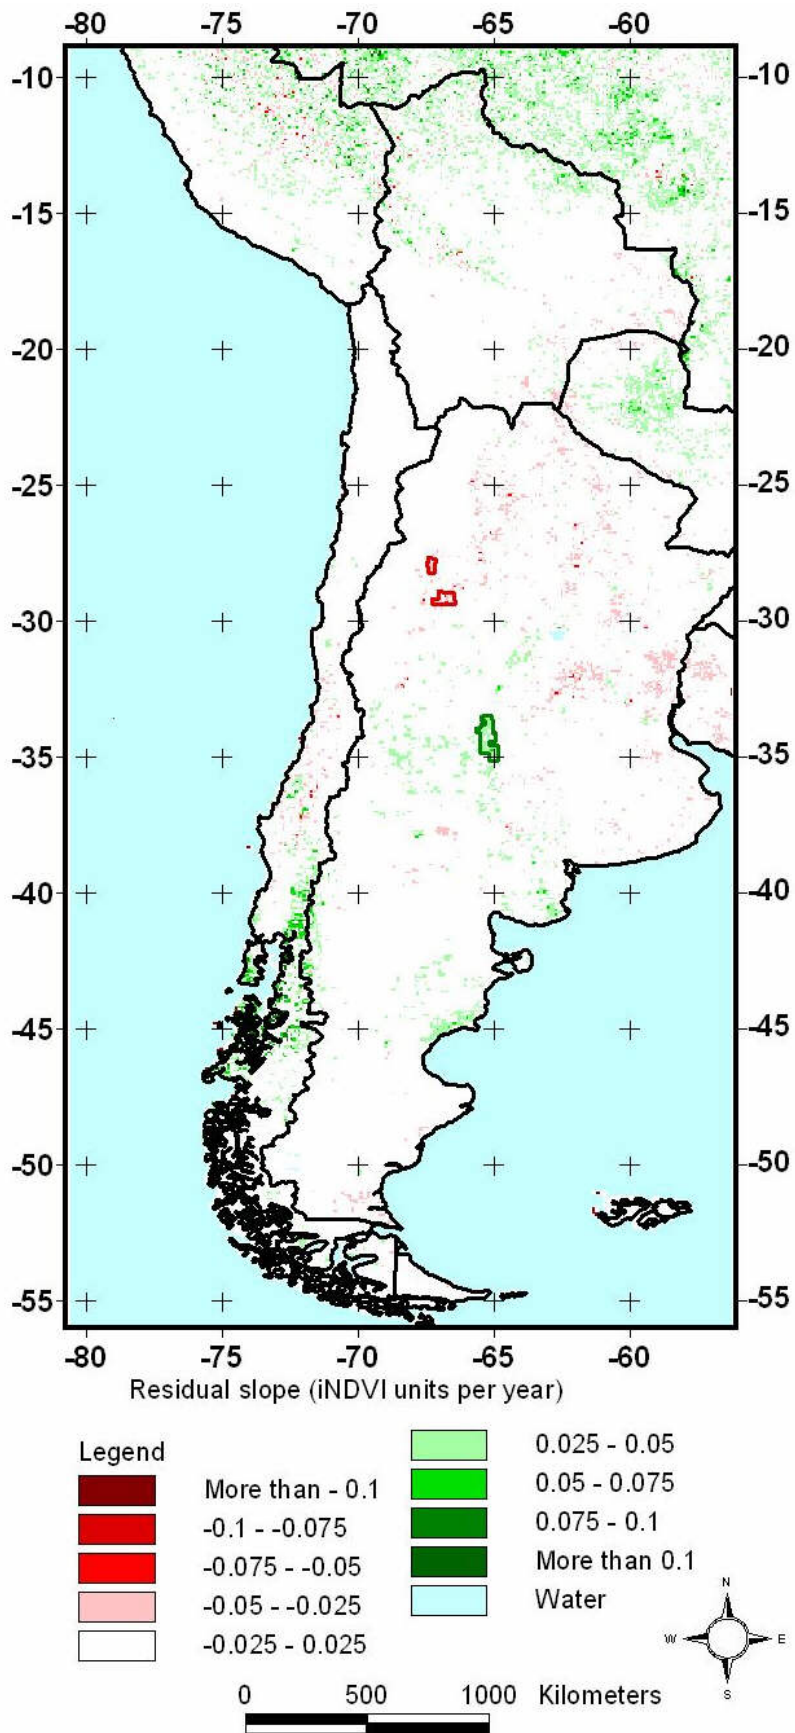 -80 -75 -70 -65 -60
-10 -10
-15 -15
-20 -20
-25 -25
-30 -30
-35 -35
-40 -40
-45 -45
-50 -50
-55 -55
-80 -75 -70 -65 -60
Residual slope (iNDVI units per year)
Legend
More than - 0.1
-0.1 - -0.075
-0.075 - -0.05
-0.05 - -0.025
-0.025 - 0.025
0.025 - 0.05
0.05 - 0.075
0.075 - 0.1
More than 0.1
Water
N
W E
S
0 500 1000 Kilometers